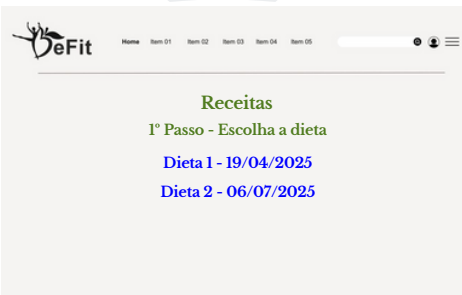 BeFit
Home Item 01 Item 02 Item 03 Item 04 Item 05
Receitas
1º Passo - Escolha a dieta
Dieta 1 - 19/04/2025
Dieta 2 - 06/07/2025